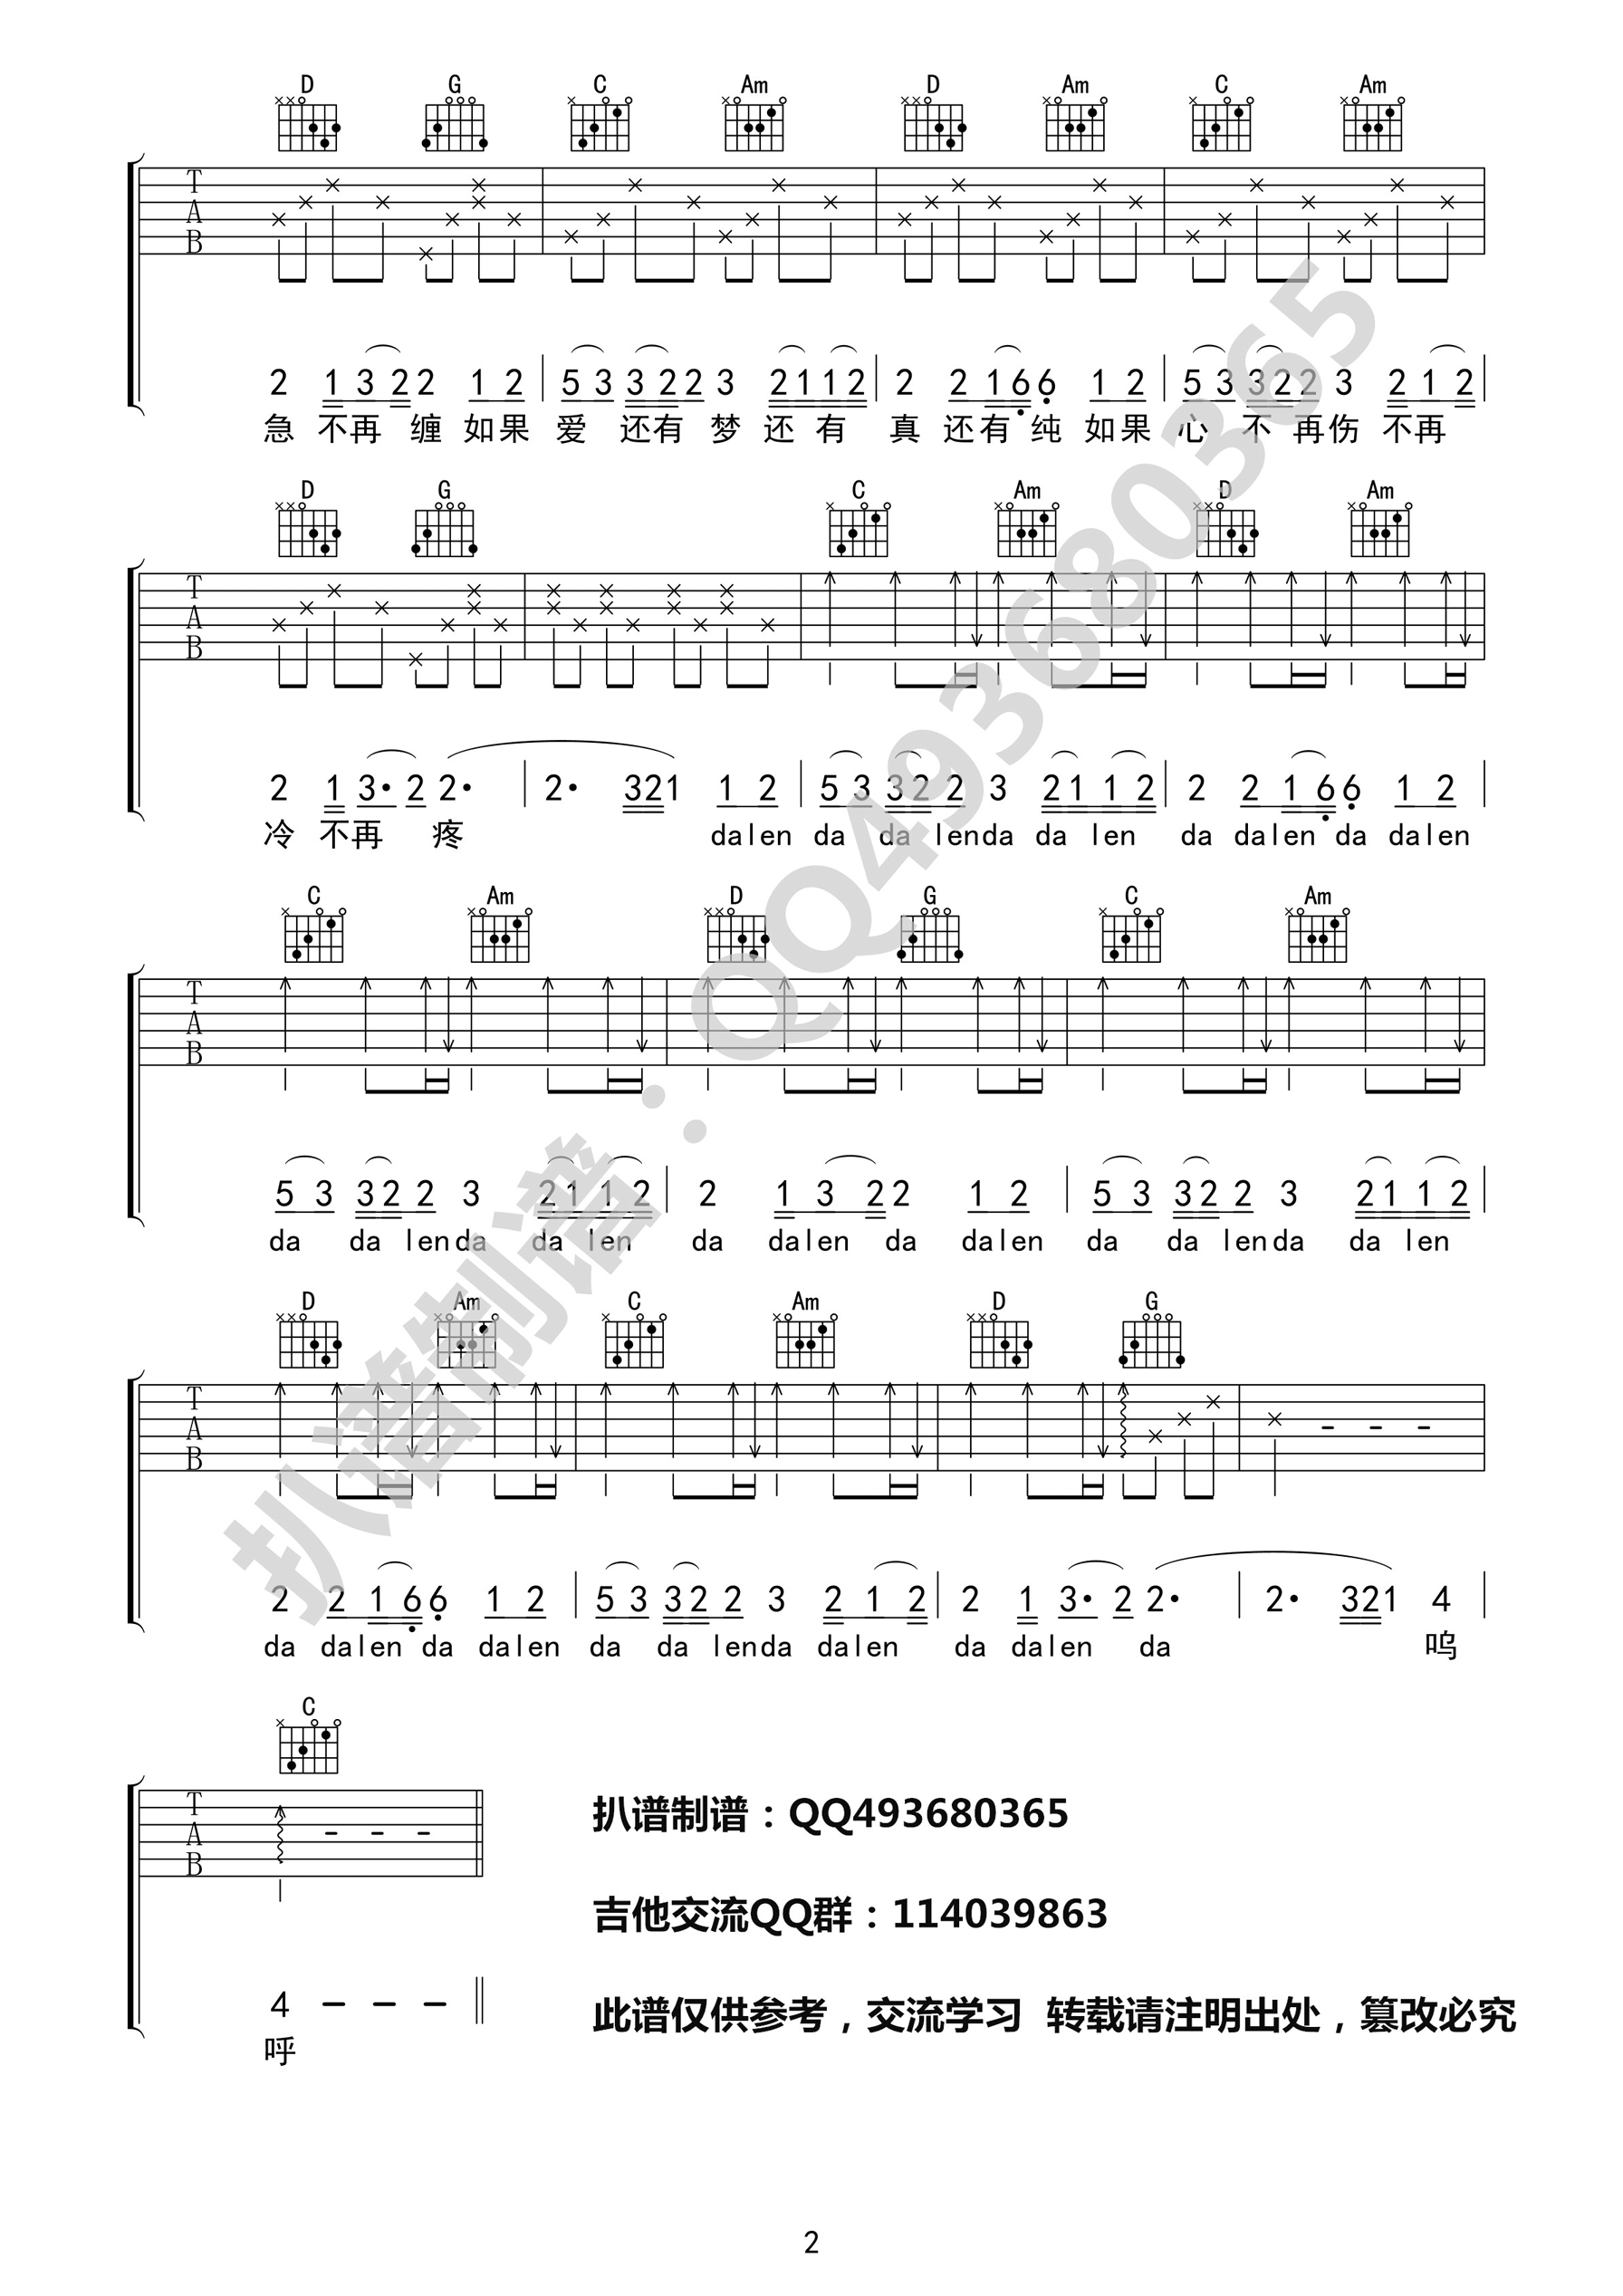 D G C Am D Am C Am
T
A
B
2 1 3 2 2 1 2 5 3 3 2 2 3 2 1 1 2 2 2 1 6 6 1 2 5 3 3 2 2 3 2 1 2
急 不再 缠 如果 爱 还有 梦 还 有 真 还有 纯 如果 心 不 再伤 不再
D G C Am D Am
T
A
B
2 1 3· 2 2· 2· 3 2 1 1 2 5 3 3 2 2 3 2 1 1 2 2 2 1 6 6 1 2
冷 不再 疼 dalen da da lenda da len da dalen da dalen
C Am D G C Am
T
A
B
5 3 3 2 2 3 2 1 1 2 2 1 3 2 2 1 2 5 3 3 2 2 3 2 1 1 2
da da lenda da len da dalen da dalen da da lenda da len
D Am C Am D G
T
A
B
2 2 1 6 6 1 2 5 3 3 2 2 3 2 1 2 2 1 3· 2 2· 2· 3 2 1 4
da dalen da dalen da da lenda dalen da dalen da 呜
C
T
A
B
4 – – –
呼
扒谱制谱：QQ493680365
吉他交流QQ群：114039863
此谱仅供参考，交流学习 转载请注明出处，篡改必究
扒谱制谱：QQ493680365
2